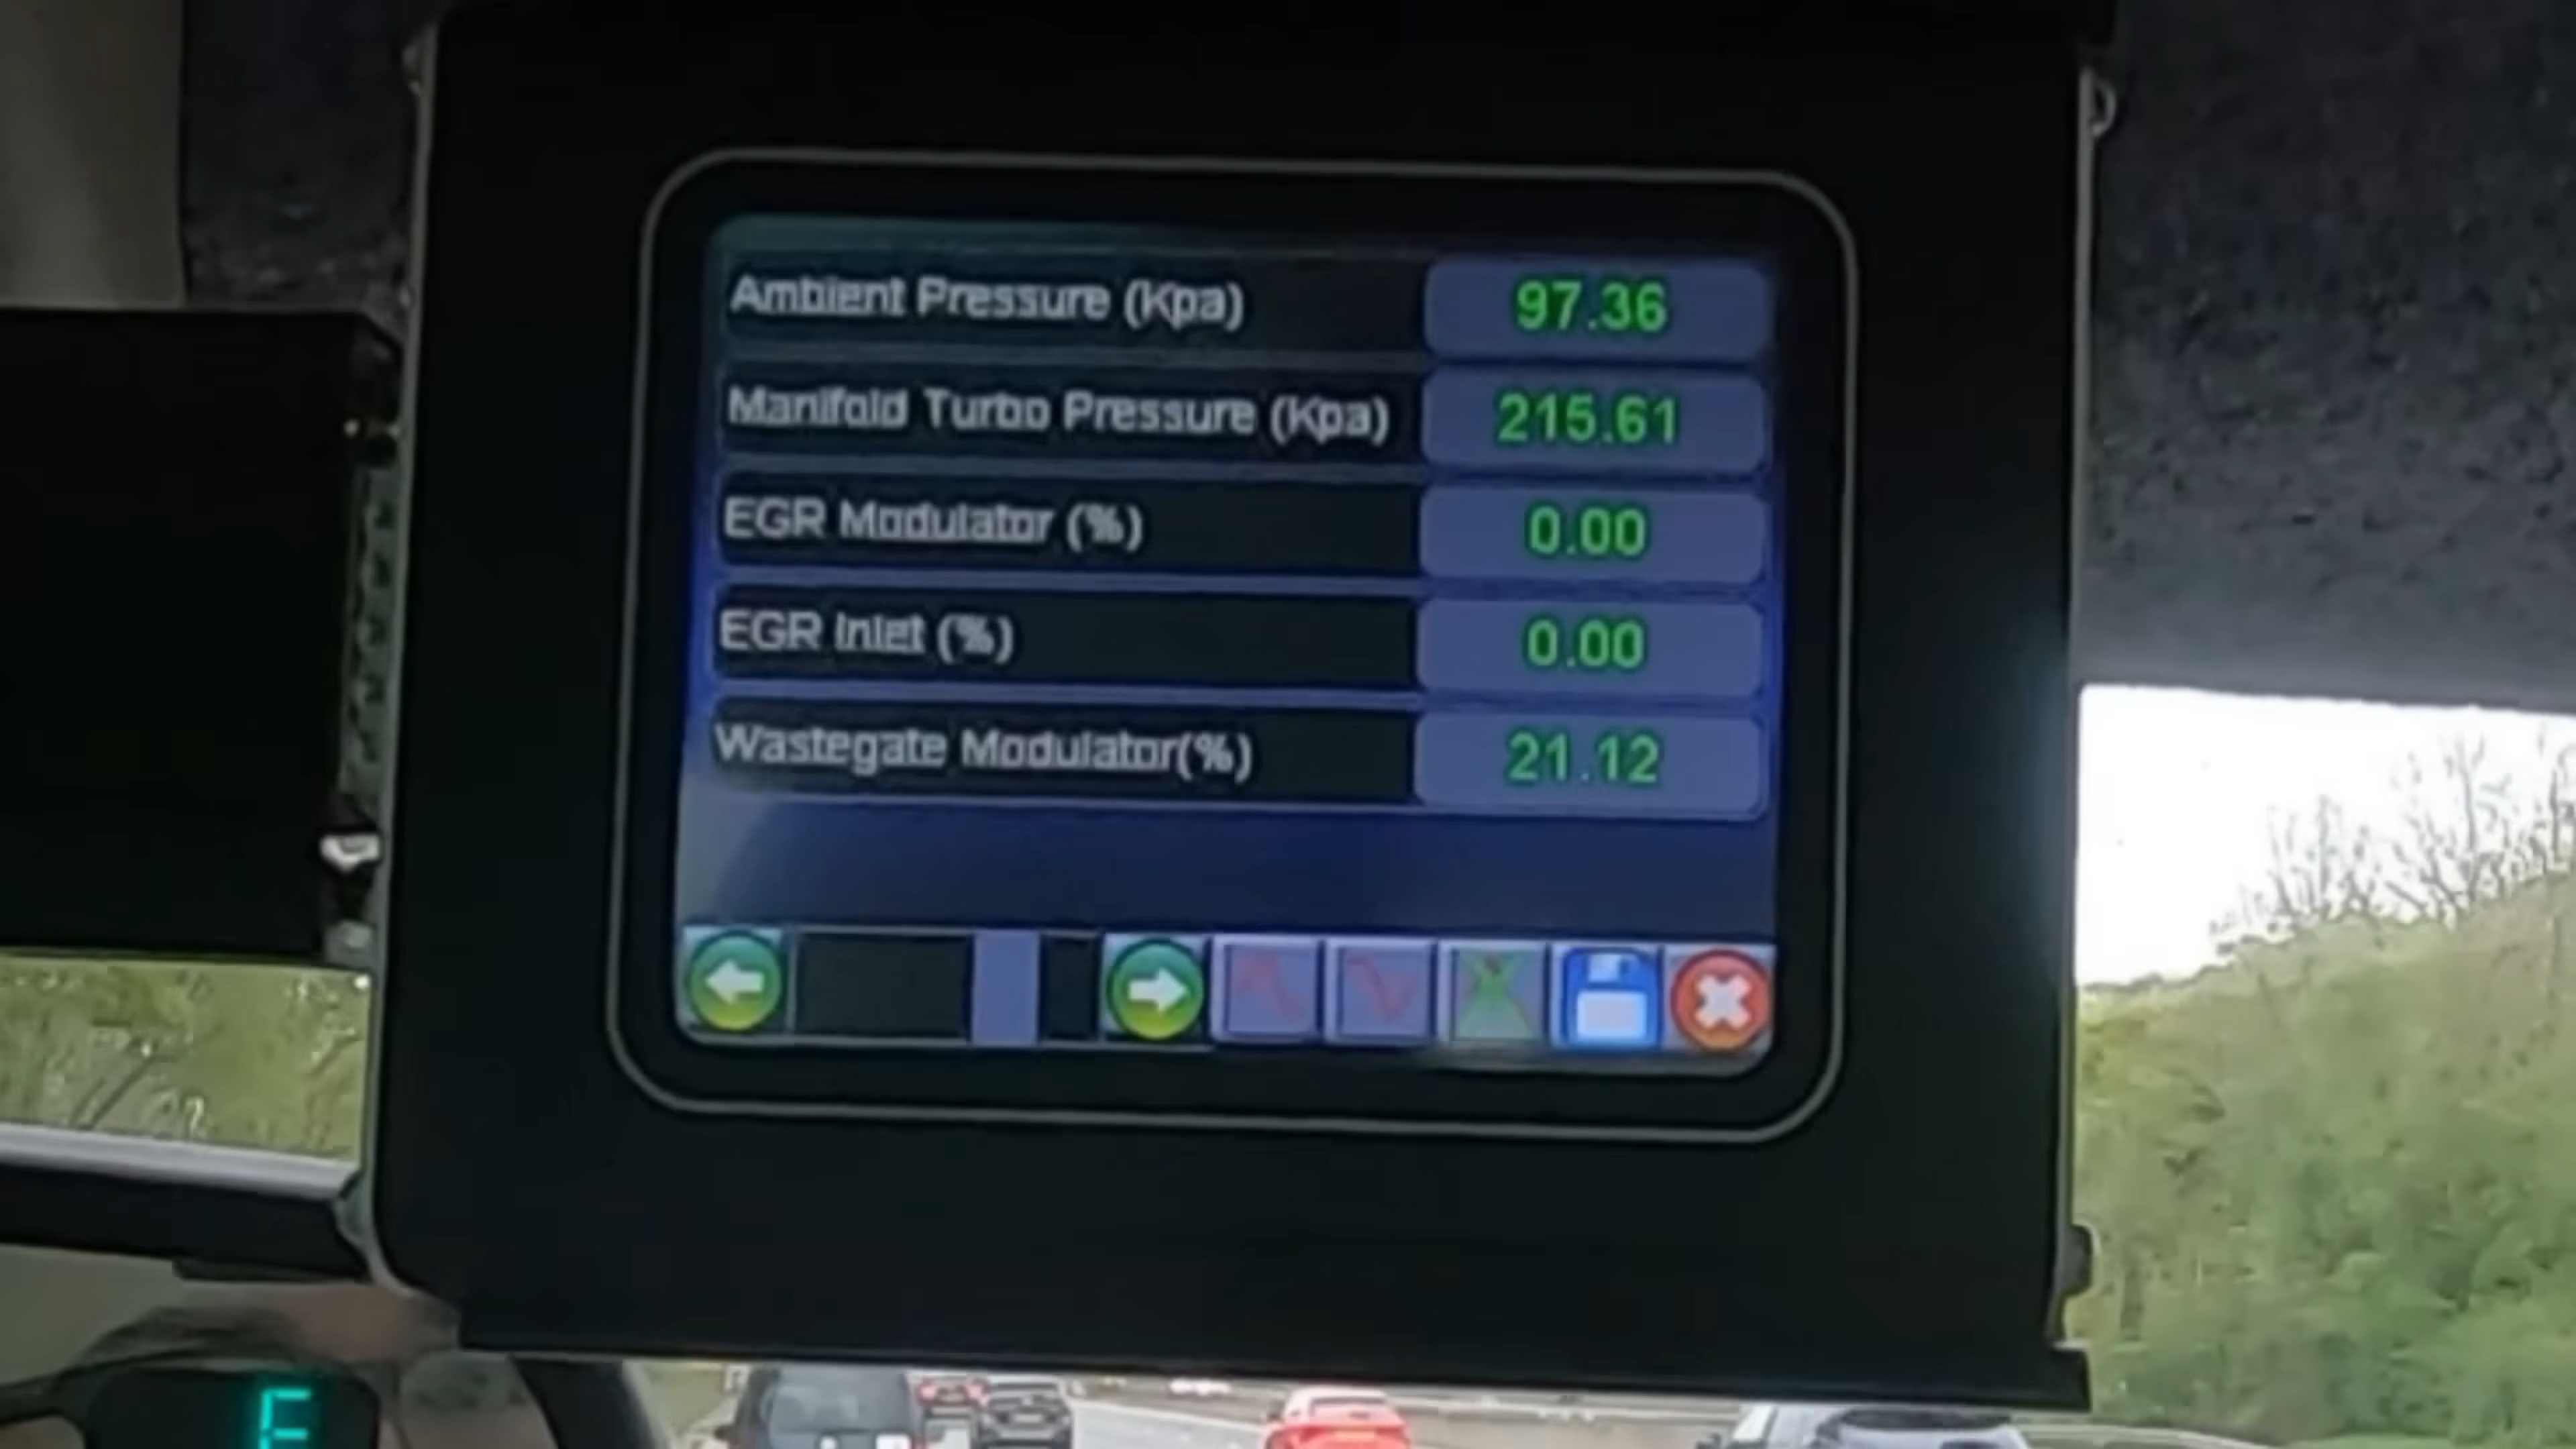 Ambient Pressure (Kpa) 97.36
Manifold Turbo Pressure (Kpa) 215.61
EGR Modulator (%) 0.00
EGR Inlet (%) 0.00
Wastegate Modulator(%) 21.12
E